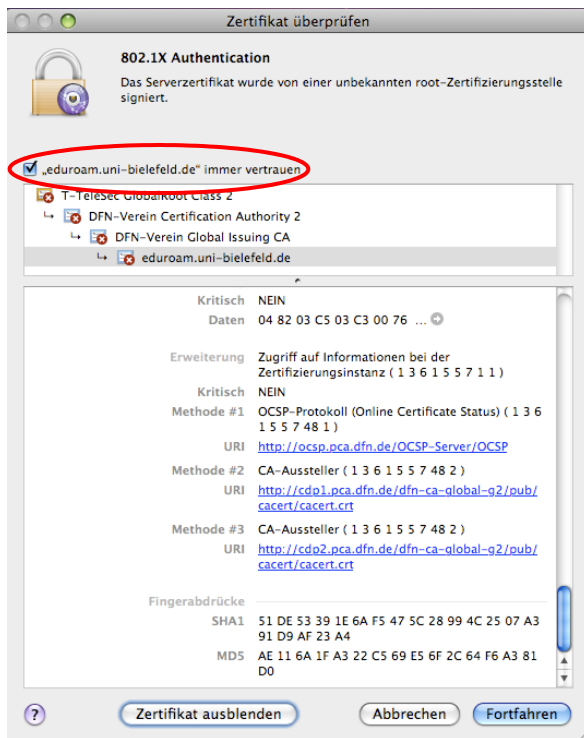 Zertifikat überprüfen
802.1X Authentication
Das Serverzertifikat wurde von einer unbekannten root-Zertifizierungsstelle
signiert.
„eduroam.uni-bielefeld.de“ immer vertrauen
T-TeleSec GlobalRoot Class 2
↳ DFN-Verein Certification Authority 2
↳ DFN-Verein Global Issuing CA
↳ eduroam.uni-bielefeld.de
Kritisch NEIN
Daten 04 82 03 C5 03 C3 00 76 ...
Erweiterung Zugriff auf Informationen bei der
Zertifizierungsinstanz ( 1 3 6 1 5 5 7 1 1 )
Kritisch NEIN
Methode #1 OCSP-Protokoll (Online Certificate Status) ( 1 3 6
1 5 5 7 48 1 )
URI http://ocsp.pca.dfn.de/OCSP-Server/OCSP
Methode #2 CA-Aussteller ( 1 3 6 1 5 5 7 48 2 )
URI http://cdp1.pca.dfn.de/dfn-ca-global-g2/pub/
cacert/cacert.crt
Methode #3 CA-Aussteller ( 1 3 6 1 5 5 7 48 2 )
URI http://cdp2.pca.dfn.de/dfn-ca-global-g2/pub/
cacert/cacert.crt
Fingerabdrücke
SHA1 51 DE 53 39 1E 6A F5 47 5C 28 99 4C 25 07 A3
91 D9 AF 23 A4
MD5 AE 11 6A 1F A3 22 C5 69 E5 6F 2C 64 F6 A3 81
D0
? Zertifikat ausblenden Abbrechen Fortfahren